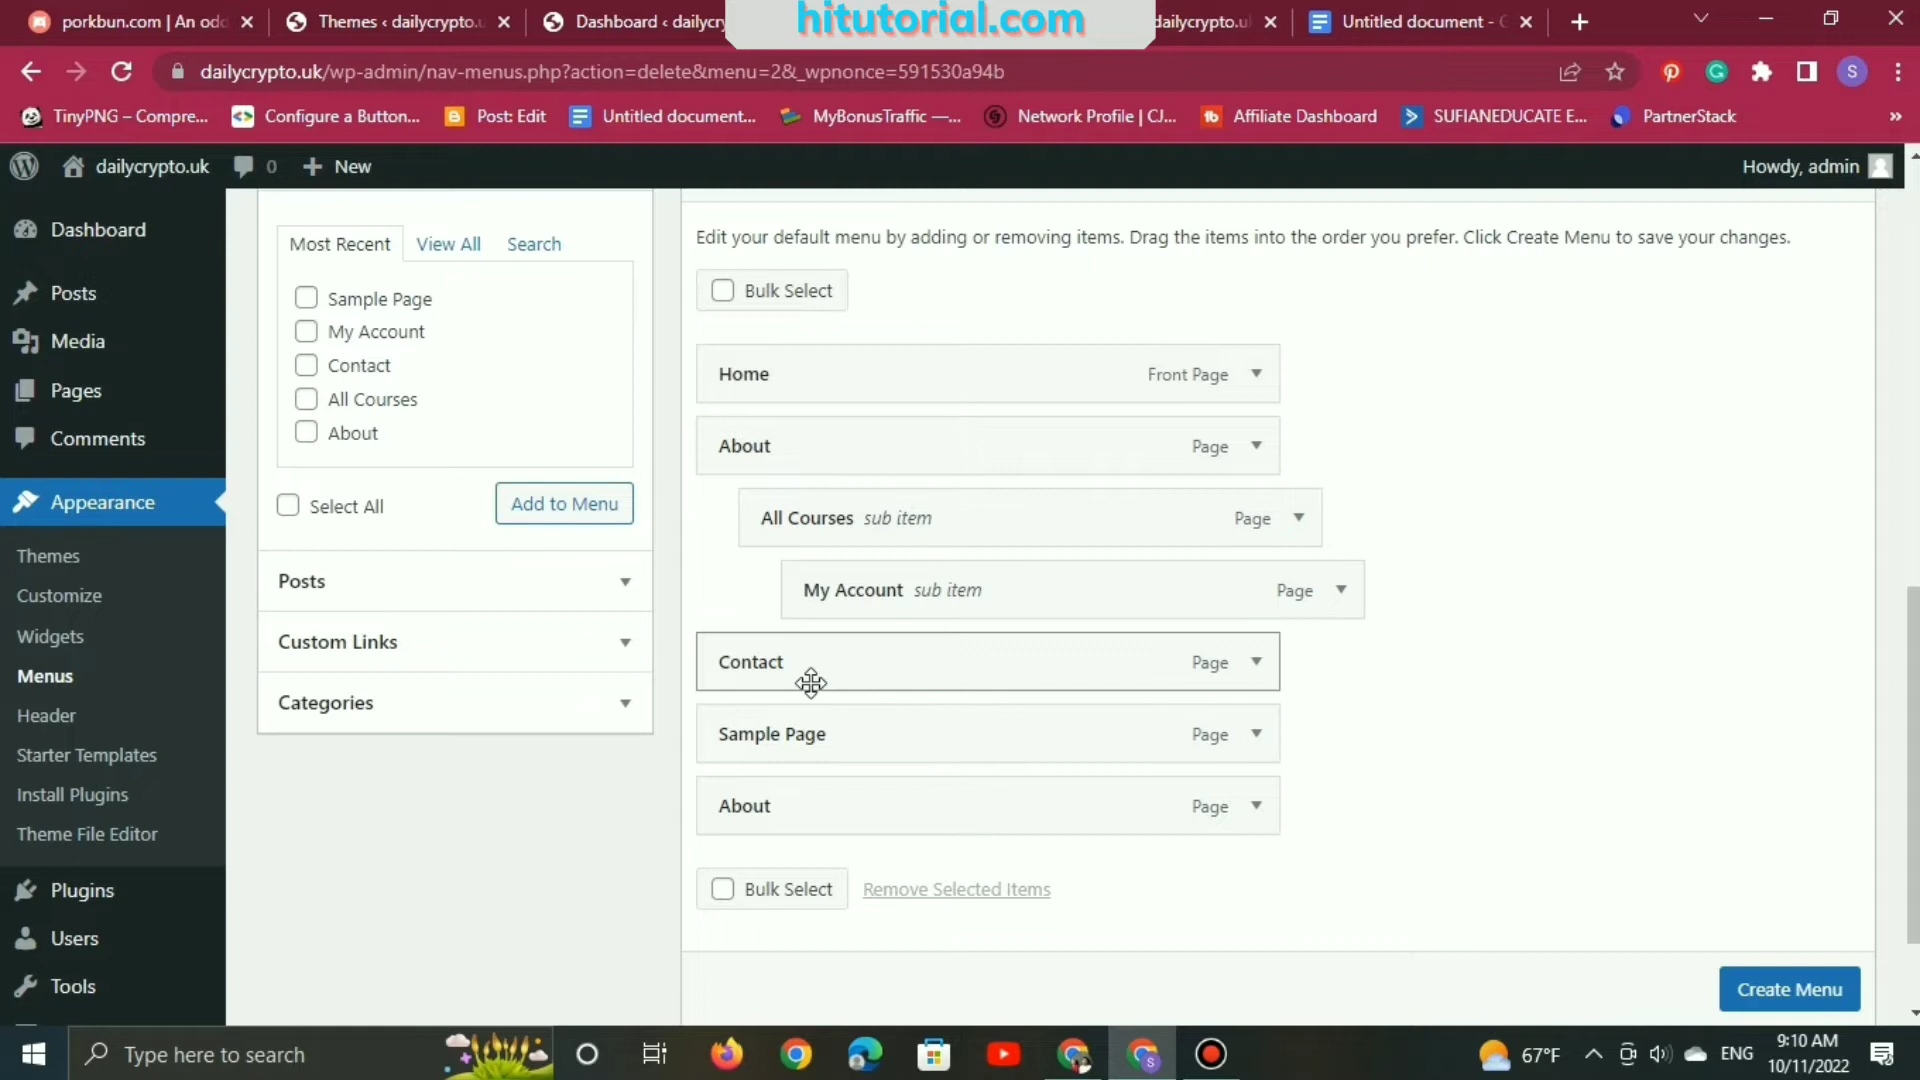 porkbun.com | An odd
Themes ‹ dailycrypto.u
Dashboard ‹ dailycry
hitutorial.com
dailycrypto.uk
Untitled document - G
dailycrypto.uk/wp-admin/nav-menus.php?action=delete&menu=2&_wpnonce=591530a94b
S
TinyPNG – Compre...
Configure a Button...
Post: Edit
Untitled document...
MyBonusTraffic —...
Network Profile | CJ...
Affiliate Dashboard
SUFIANEDUCATE E...
PartnerStack
»
dailycrypto.uk
0
+ New
Howdy, admin
Dashboard
Posts
Media
Pages
Comments
Appearance
Themes
Customize
Widgets
Menus
Header
Starter Templates
Install Plugins
Theme File Editor
Plugins
Users
Tools
Most Recent
View All
Search
Sample Page
My Account
Contact
All Courses
About
Select All
Add to Menu
Posts
Custom Links
Categories
Edit your default menu by adding or removing items. Drag the items into the order you prefer. Click Create Menu to save your changes.
Bulk Select
Home Front Page
About Page
All Courses sub item Page
My Account sub item Page
Contact Page
Sample Page Page
About Page
Bulk Select
Remove Selected Items
Create Menu
Type here to search
S
67°F
ENG
9:10 AM
10/11/2022